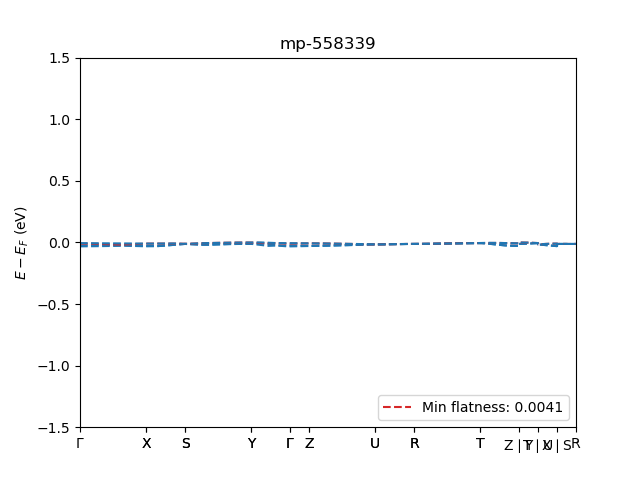 mp-558339
E − E_F (eV)
1.5
1.0
0.5
0.0
−0.5
−1.0
−1.5
Min flatness: 0.0041
Γ X S Y Γ Z U R T Z | T Y | X U | S R